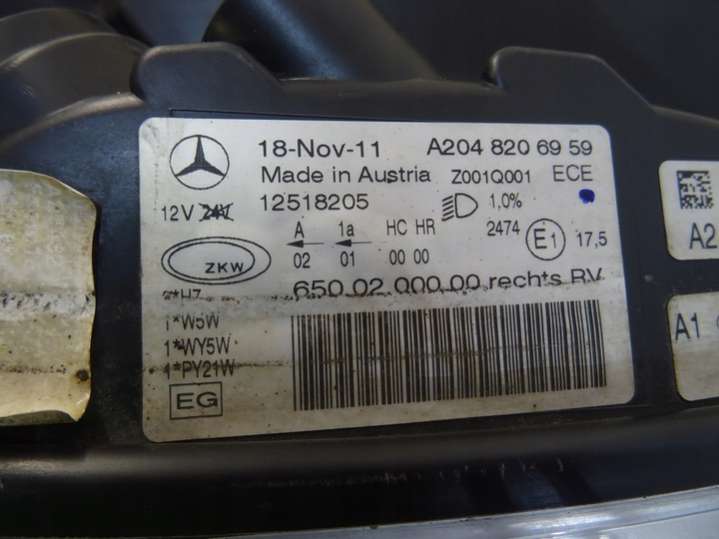 18-Nov-11 A204 820 69 59
Made in Austria Z001Q001 ECE
12V 24V 12518205 1,0%
A 1a HC HR 2474 E1 17,5
02 01 00 00
ZKW
650.02.000.00 rechts RV
2*H7
1*W5W
1*WY5W
1*PY21W
EG
A2
A1